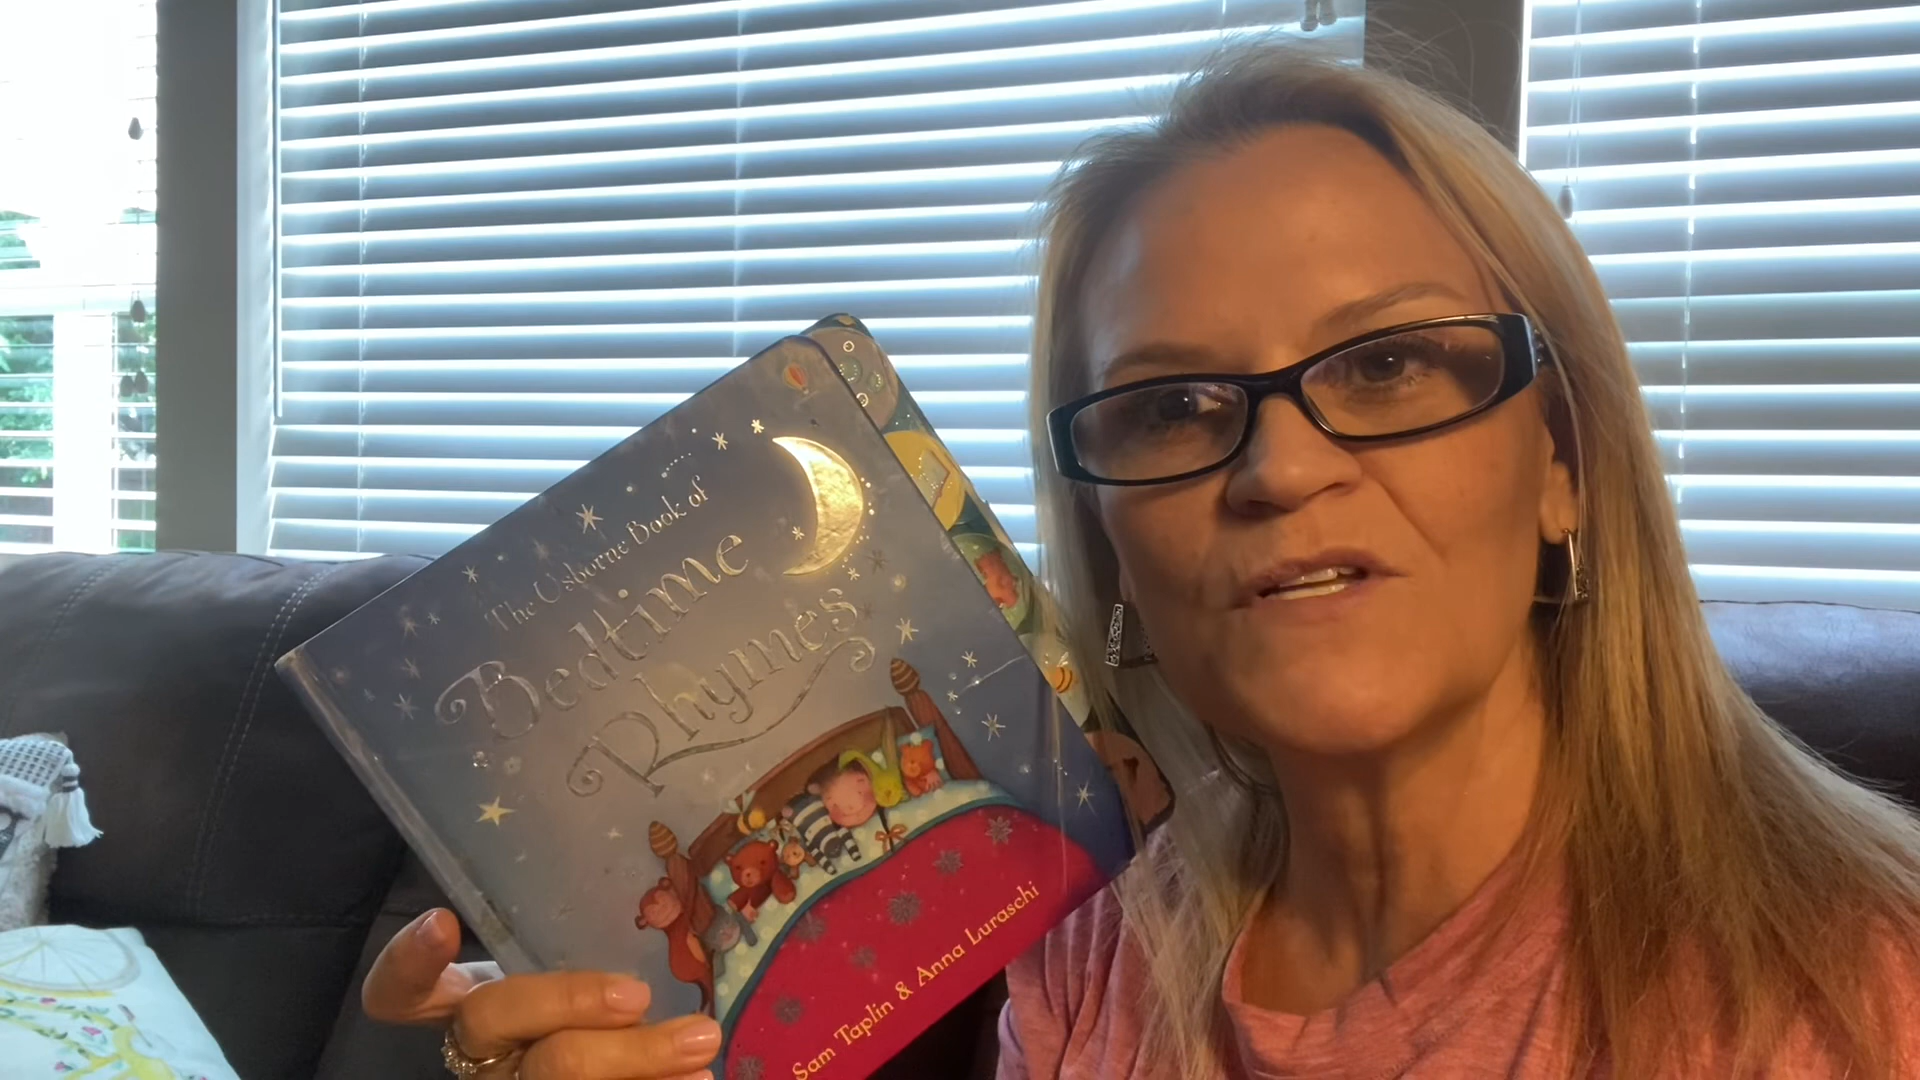 The Usborne Book of
Bedtime
Rhymes
Sam Taplin & Anna Luraschi